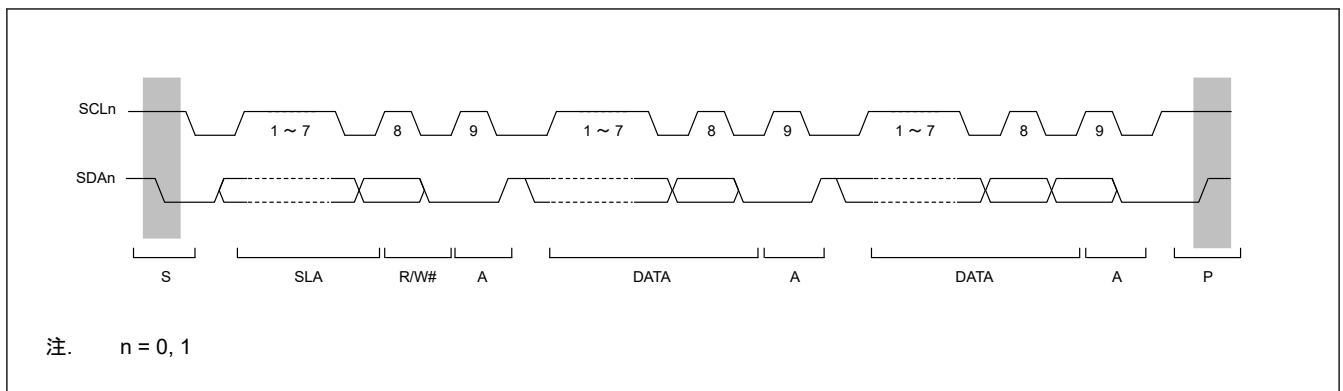 SCLn
1 ～ 7 8 9 1 ～ 7 8 9 1 ～ 7 8 9
SDAn
S SLA R/W# A DATA A DATA A P
注. n = 0, 1